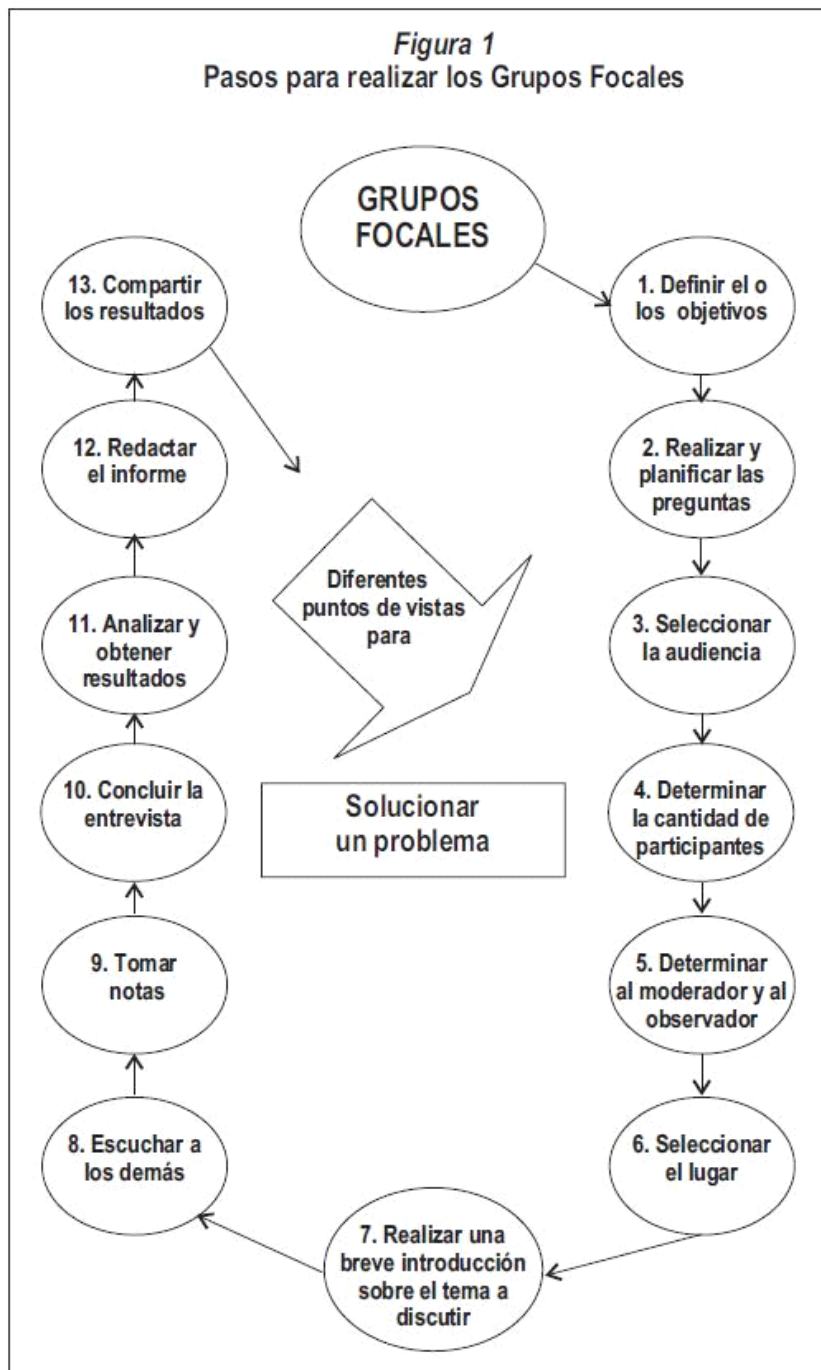 Figura 1
Pasos para realizar los Grupos Focales
GRUPOS
FOCALES
1. Definir el o
los objetivos
2. Realizar y
planificar las
preguntas
3. Seleccionar
la audiencia
4. Determinar
la cantidad de
participantes
5. Determinar
al moderador y al
observador
6. Seleccionar
el lugar
7. Realizar una
breve introducción
sobre el tema a
discutir
8. Escuchar a
los demás
9. Tomar
notas
10. Concluir la
entrevista
11. Analizar y
obtener
resultados
12. Redactar
el informe
13. Compartir
los resultados
Diferentes
puntos de vistas
para
Solucionar
un problema